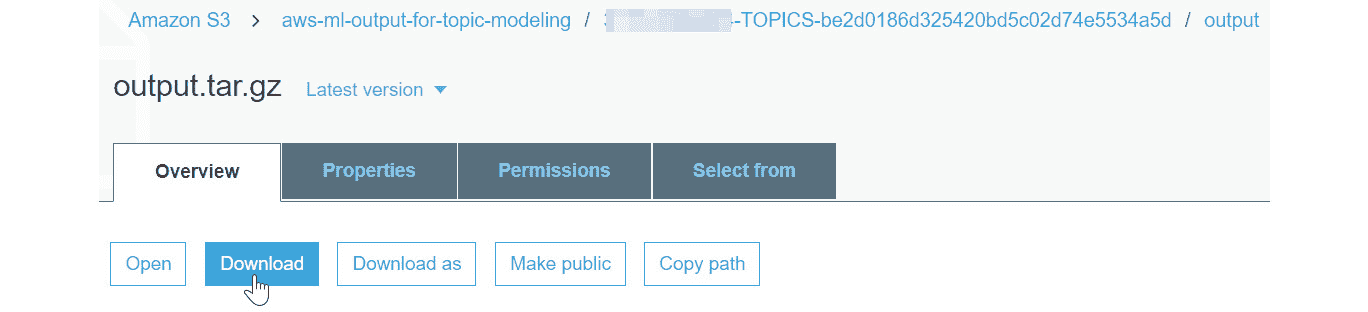 Amazon S3 > aws-ml-output-for-topic-modeling / -TOPICS-be2d0186d325420bd5c02d74e5534a5d / output
output.tar.gz Latest version
Overview Properties Permissions Select from
Open Download Download as Make public Copy path